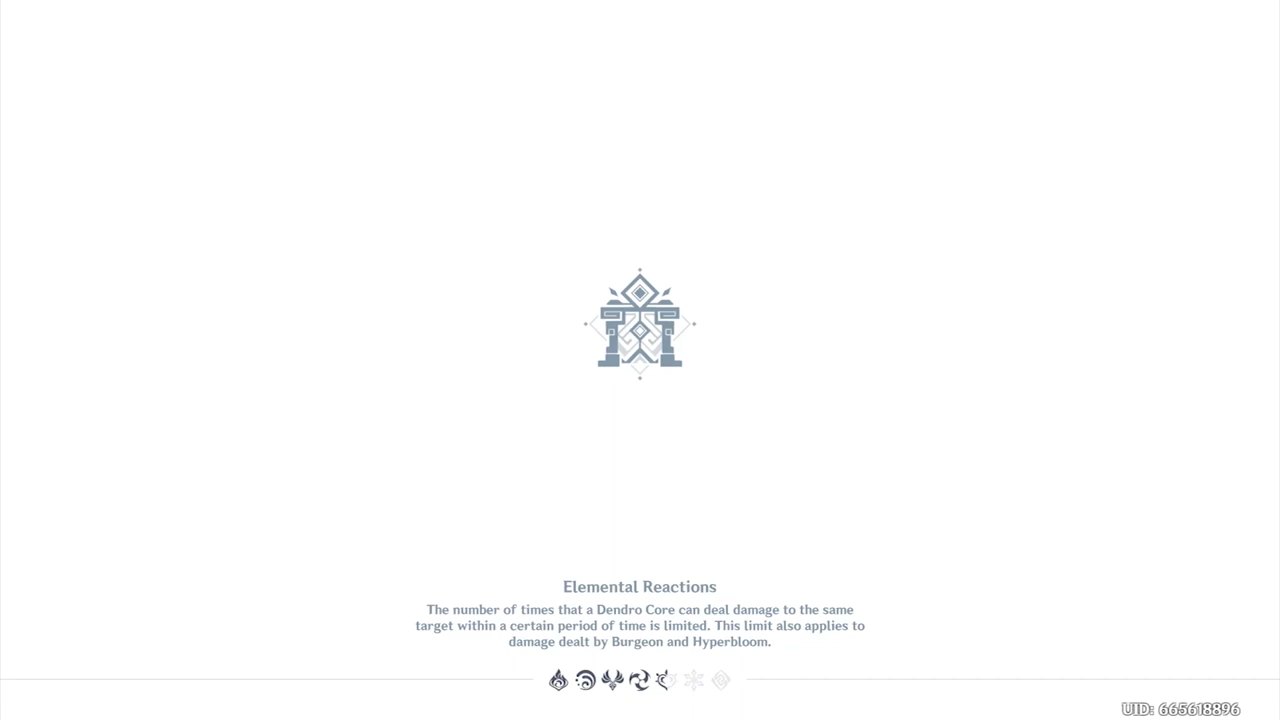 Elemental Reactions
The number of times that a Dendro Core can deal damage to the same
target within a certain period of time is limited. This limit also applies to
damage dealt by Burgeon and Hyperbloom.
UID: 665618896